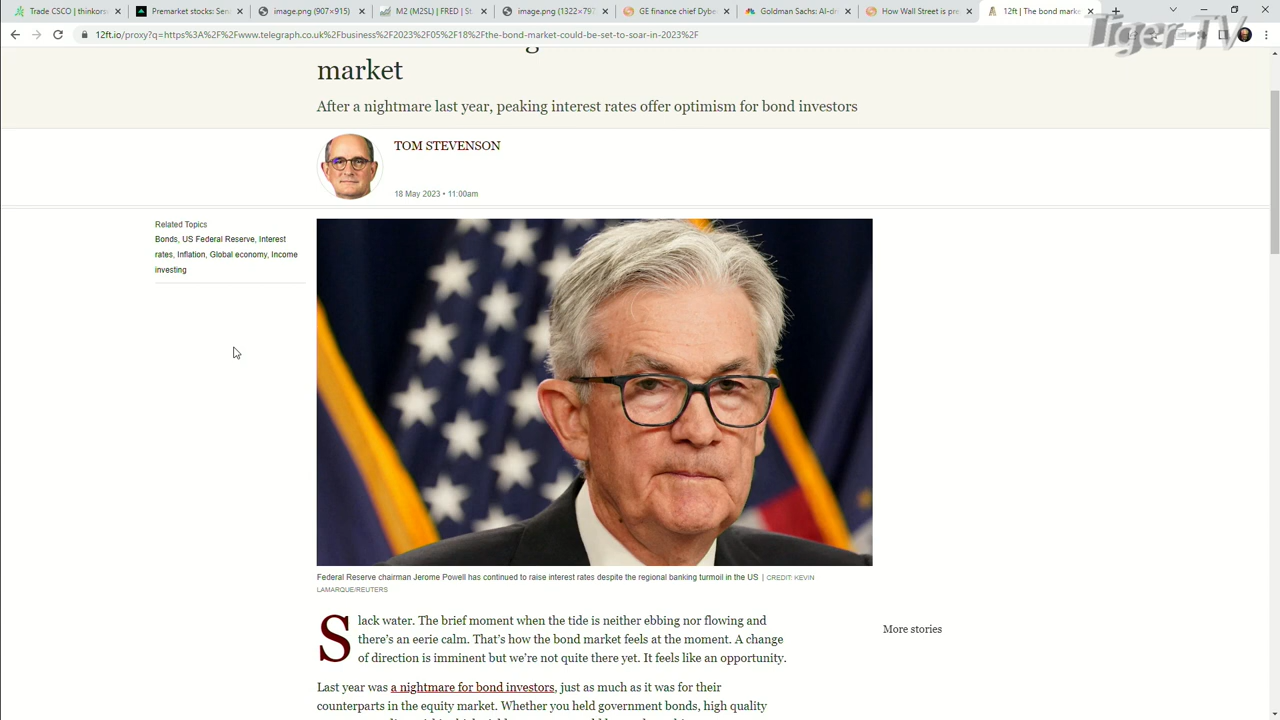 Trade CSCO | thinkors
Premarket stocks: Sen
image.png (907×915)
M2 (M2SL) | FRED | St.
image.png (1322×797
GE finance chief Dybe
Goldman Sachs: AI-dr
How Wall Street is pre
12ft | The bond marke
12ft.io/proxy?q=https%3A%2F%2Fwww.telegraph.co.uk%2Fbusiness%2F2023%2F05%2F18%2Fthe-bond-market-could-be-set-to-soar-in-2023%2F
Tiger-TV
market
After a nightmare last year, peaking interest rates offer optimism for bond investors
TOM STEVENSON
18 May 2023 • 11:00am
Related Topics
Bonds, US Federal Reserve, Interest
rates, Inflation, Global economy, Income
investing
Federal Reserve chairman Jerome Powell has continued to raise interest rates despite the regional banking turmoil in the US | CREDIT: KEVIN
LAMARQUE/REUTERS
Slack water. The brief moment when the tide is neither ebbing nor flowing and
there's an eerie calm. That's how the bond market feels at the moment. A change
of direction is imminent but we're not quite there yet. It feels like an opportunity.
More stories
Last year was a nightmare for bond investors, just as much as it was for their
counterparts in the equity market. Whether you held government bonds, high quality